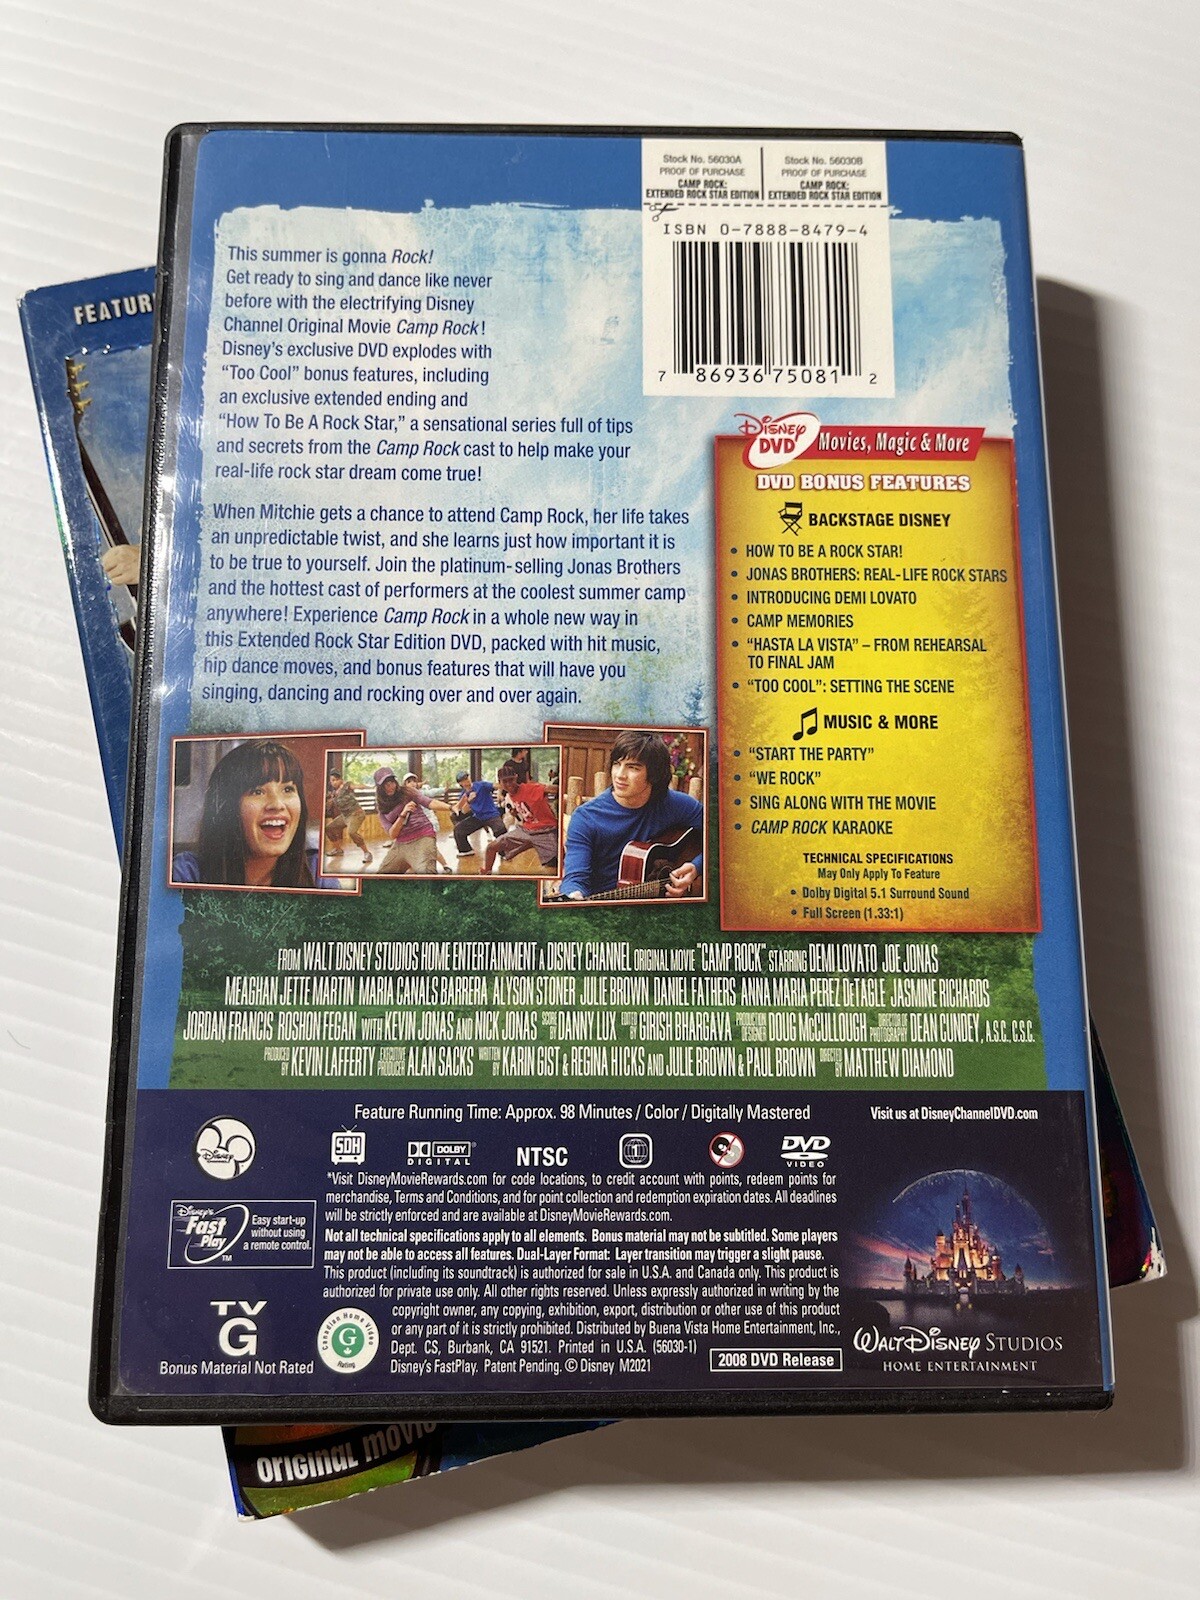 Stock No. 56030A
PROOF OF PURCHASE
CAMP ROCK:
EXTENDED ROCK STAR EDITION
Stock No. 56030B
PROOF OF PURCHASE
CAMP ROCK:
EXTENDED ROCK STAR EDITION
ISBN 0-7888-8479-4
7 86936 75081 2
FEATUR
This summer is gonna Rock!
Get ready to sing and dance like never
before with the electrifying Disney
Channel Original Movie Camp Rock!
Disney's exclusive DVD explodes with
"Too Cool" bonus features, including
an exclusive extended ending and
"How To Be A Rock Star," a sensational series full of tips
and secrets from the Camp Rock cast to help make your
real-life rock star dream come true!
When Mitchie gets a chance to attend Camp Rock, her life takes
an unpredictable twist, and she learns just how important it is
to be true to yourself. Join the platinum-selling Jonas Brothers
and the hottest cast of performers at the coolest summer camp
anywhere! Experience Camp Rock in a whole new way in
this Extended Rock Star Edition DVD, packed with hit music,
hip dance moves, and bonus features that will have you
singing, dancing and rocking over and over again.
Disney DVD Movies, Magic & More
DVD BONUS FEATURES
BACKSTAGE DISNEY
• HOW TO BE A ROCK STAR!
• JONAS BROTHERS: REAL-LIFE ROCK STARS
• INTRODUCING DEMI LOVATO
• CAMP MEMORIES
• "HASTA LA VISTA" – FROM REHEARSAL
TO FINAL JAM
• "TOO COOL": SETTING THE SCENE
MUSIC & MORE
• "START THE PARTY"
• "WE ROCK"
• SING ALONG WITH THE MOVIE
• CAMP ROCK KARAOKE
TECHNICAL SPECIFICATIONS
May Only Apply To Feature
• Dolby Digital 5.1 Surround Sound
• Full Screen (1.33:1)
FROM WALT DISNEY STUDIOS HOME ENTERTAINMENT A DISNEY CHANNEL ORIGINAL MOVIE "CAMP ROCK" STARRING DEMI LOVATO JOE JONAS
MEAGHAN JETTE MARTIN MARIA CANALS BARRERA ALYSON STONER JULIE BROWN DANIEL FATHERS ANNA MARIA PEREZ DeTAGLE JASMINE RICHARDS
JORDAN FRANCIS ROSHON FEGAN WITH KEVIN JONAS AND NICK JONAS SCORE BY DANNY LUX EDITED BY GIRISH BHARGAVA PRODUCTION DESIGNER DOUG McCULLOUGH DIRECTOR OF PHOTOGRAPHY DEAN CUNDEY, A.S.C., C.S.C.
PRODUCED BY KEVIN LAFFERTY EXECUTIVE PRODUCER ALAN SACKS WRITTEN BY KARIN GIST & REGINA HICKS AND JULIE BROWN & PAUL BROWN DIRECTED BY MATTHEW DIAMOND
Feature Running Time: Approx. 98 Minutes / Color / Digitally Mastered
Visit us at DisneyChannelDVD.com
Disney Channel
SDH
DOLBY DIGITAL
NTSC
1
DVD VIDEO
*Visit DisneyMovieRewards.com for code locations, to credit account with points, redeem points for
merchandise, Terms and Conditions, and for point collection and redemption expiration dates. All deadlines
will be strictly enforced and are available at DisneyMovieRewards.com.
Disney's Fast Play TM
Easy start-up
without using
a remote control.
Not all technical specifications apply to all elements. Bonus material may not be subtitled. Some players
may not be able to access all features. Dual-Layer Format: Layer transition may trigger a slight pause.
This product (including its soundtrack) is authorized for sale in U.S.A. and Canada only. This product is
authorized for private use only. All other rights reserved. Unless expressly authorized in writing by the
copyright owner, any copying, exhibition, export, distribution or other use of this product
or any part of it is strictly prohibited. Distributed by Buena Vista Home Entertainment, Inc.,
Dept. CS, Burbank, CA 91521. Printed in U.S.A. (56030-1)
Disney's FastPlay. Patent Pending. © Disney M2021
TV
G
Bonus Material Not Rated
Canadian Home Video
G
Rating
2008 DVD Release
WALT DISNEY STUDIOS
HOME ENTERTAINMENT
original movie